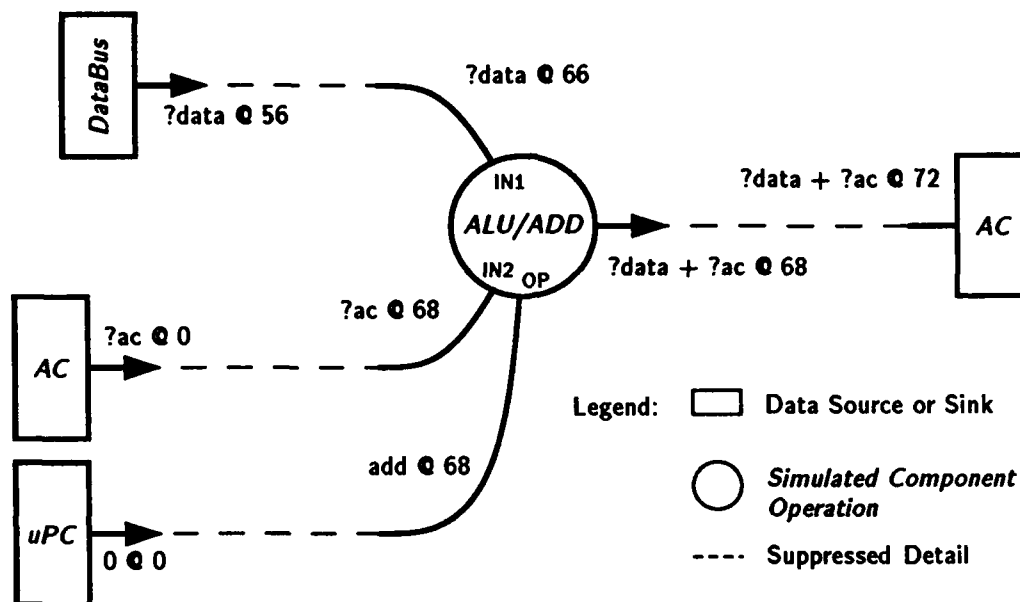 DataBus
?data @ 56
?data @ 66
IN1
ALU/ADD
IN2
OP
?data + ?ac @ 72
?data + ?ac @ 68
AC
?ac @ 0
?ac @ 68
AC
add @ 68
uPC
0 @ 0
Legend:
Data Source or Sink
Simulated Component
Operation
Suppressed Detail